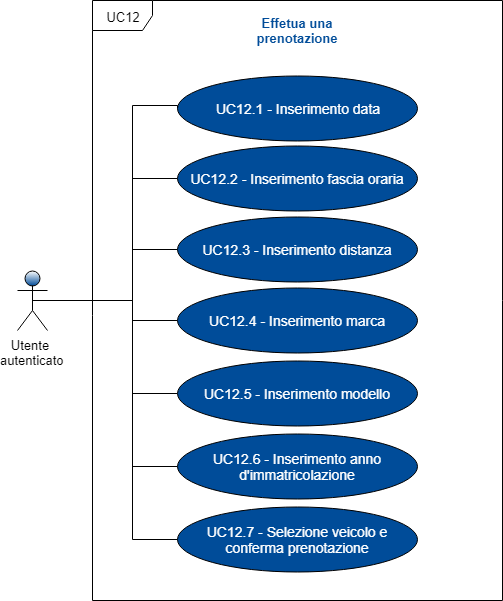 UC12
Effetua una
prenotazione
UC12.1 - Inserimento data
UC12.2 - Inserimento fascia oraria
UC12.3 - Inserimento distanza
UC12.4 - Inserimento marca
UC12.5 - Inserimento modello
UC12.6 - Inserimento anno
d'immatricolazione
UC12.7 - Selezione veicolo e
conferma prenotazione
Utente
autenticato